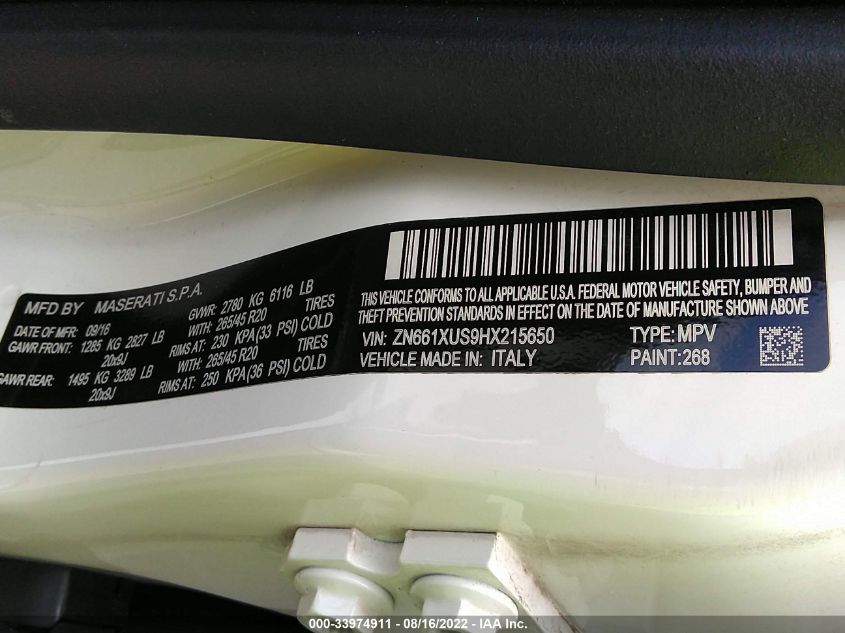 MFD BY MASERATI S.P.A.
DATE OF MFR: 09/16 GVWR: 2780 KG 6116 LB
GAWR FRONT: 1285 KG 2827 LB WITH: 265/45 R20 TIRES
20x9J RIMS AT: 230 KPA(33 PSI) COLD
GAWR REAR: 1495 KG 3289 LB WITH: 265/45 R20 TIRES
20x9J RIMS AT: 250 KPA(36 PSI) COLD
THIS VEHICLE CONFORMS TO ALL APPLICABLE U.S.A. FEDERAL MOTOR VEHICLE SAFETY, BUMPER AND
THEFT PREVENTION STANDARDS IN EFFECT ON THE DATE OF MANUFACTURE SHOWN ABOVE
VIN: ZN661XUS9HX215650 TYPE: MPV
VEHICLE MADE IN: ITALY PAINT: 268
000-33974911 - 08/16/2022 - IAA Inc.